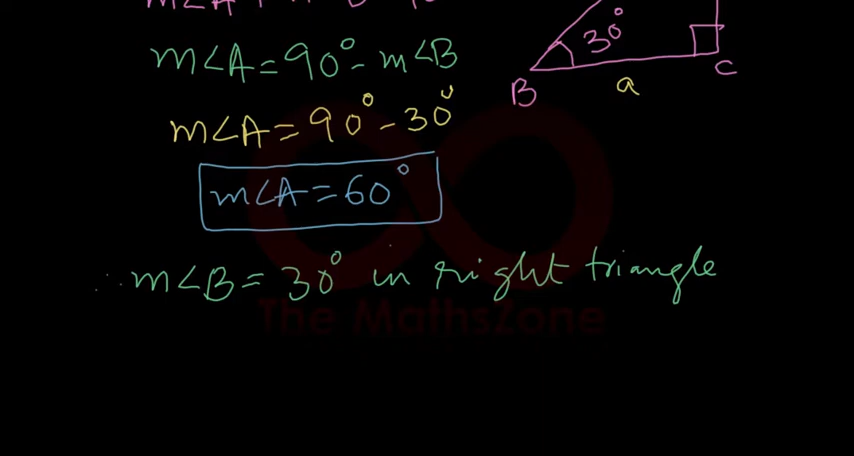 30°
m∠A = 90° - m∠B
C
B
a
m∠A = 90° - 30°
m∠A = 60°
∴ m∠B = 30° in right triangle
The MathsZone